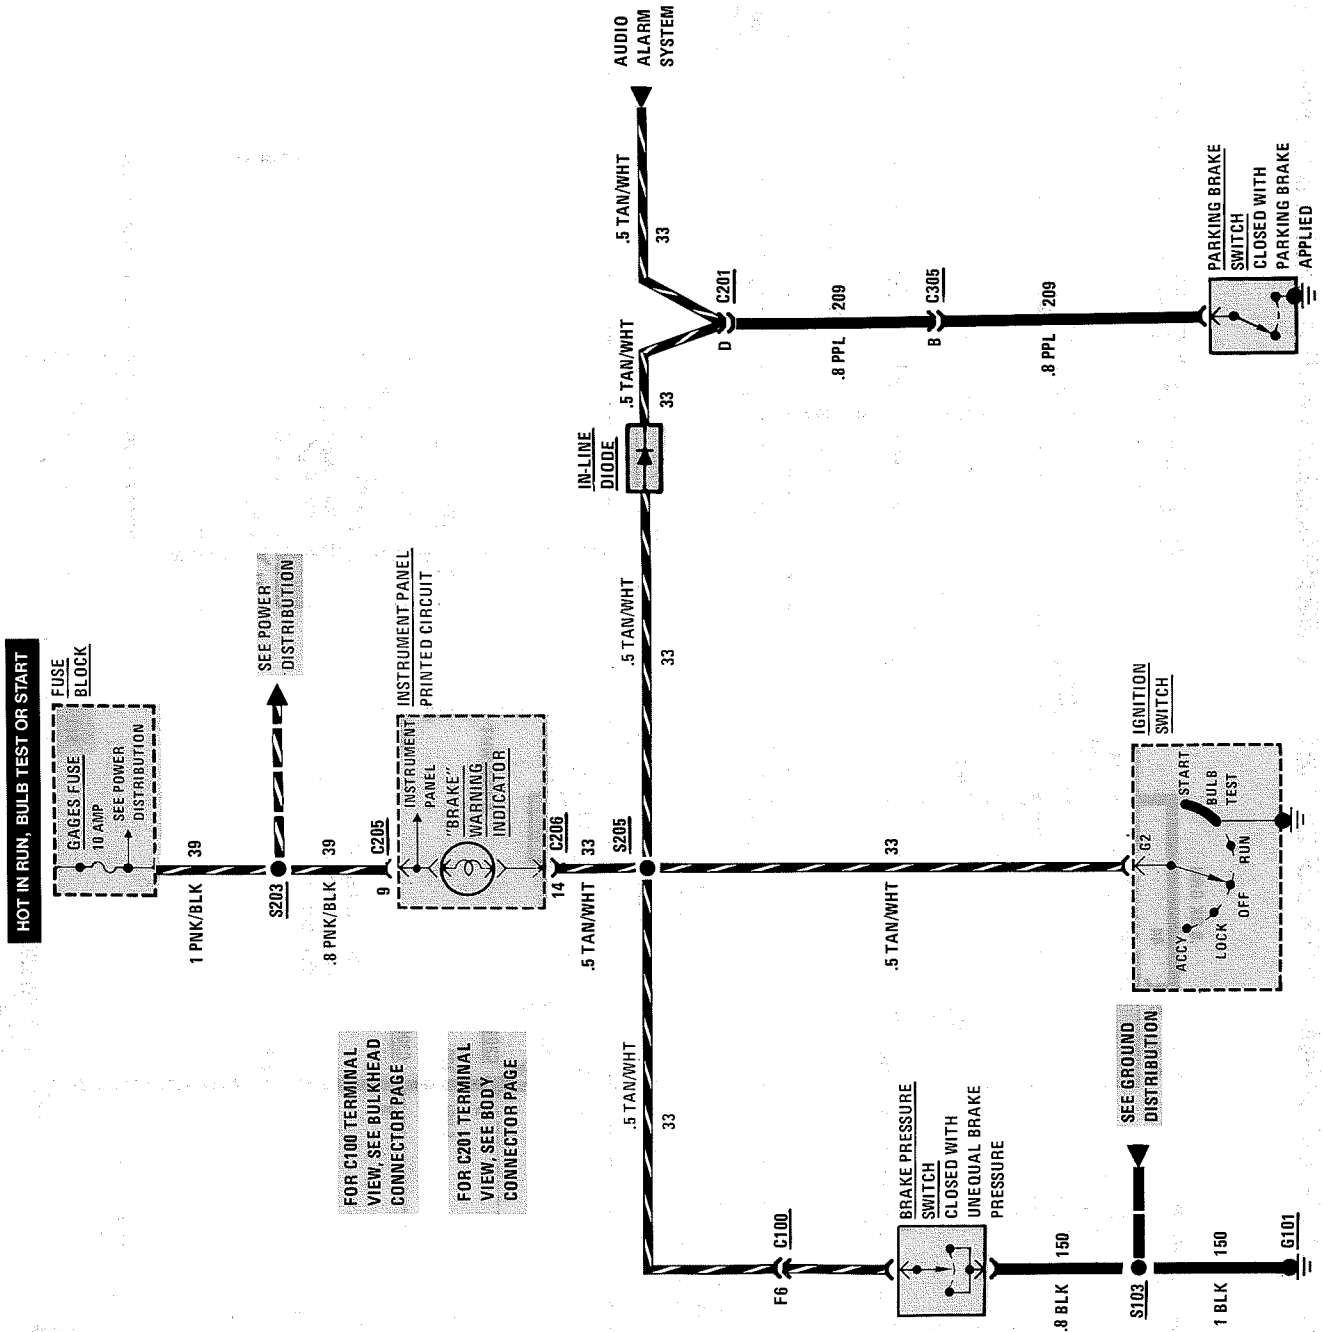 HOT IN RUN, BULB TEST OR START
FUSE
BLOCK
GAGES FUSE
10 AMP
SEE POWER
DISTRIBUTION
1 PNK/BLK
39
S203
SEE POWER
DISTRIBUTION
.8 PNK/BLK
39
9
C205
INSTRUMENT PANEL
PRINTED CIRCUIT
INSTRUMENT
PANEL
"BRAKE"
WARNING
INDICATOR
14
C206
.5 TAN/WHT
33
S205
FOR C100 TERMINAL
VIEW, SEE BULKHEAD
CONNECTOR PAGE
FOR C201 TERMINAL
VIEW, SEE BODY
CONNECTOR PAGE
.5 TAN/WHT
33
F6
C100
BRAKE PRESSURE
SWITCH
CLOSED WITH
UNEQUAL BRAKE
PRESSURE
.8 BLK
150
S103
SEE GROUND
DISTRIBUTION
1 BLK
150
G101
.5 TAN/WHT
33
IGNITION
SWITCH
G2
ACCY
LOCK
OFF
RUN
BULB
TEST
START
.5 TAN/WHT
33
IN-LINE
DIODE
.5 TAN/WHT
33
.5 TAN/WHT
33
AUDIO
ALARM
SYSTEM
D
C201
.8 PPL
209
B
C305
.8 PPL
209
PARKING BRAKE
SWITCH
CLOSED WITH
PARKING BRAKE
APPLIED